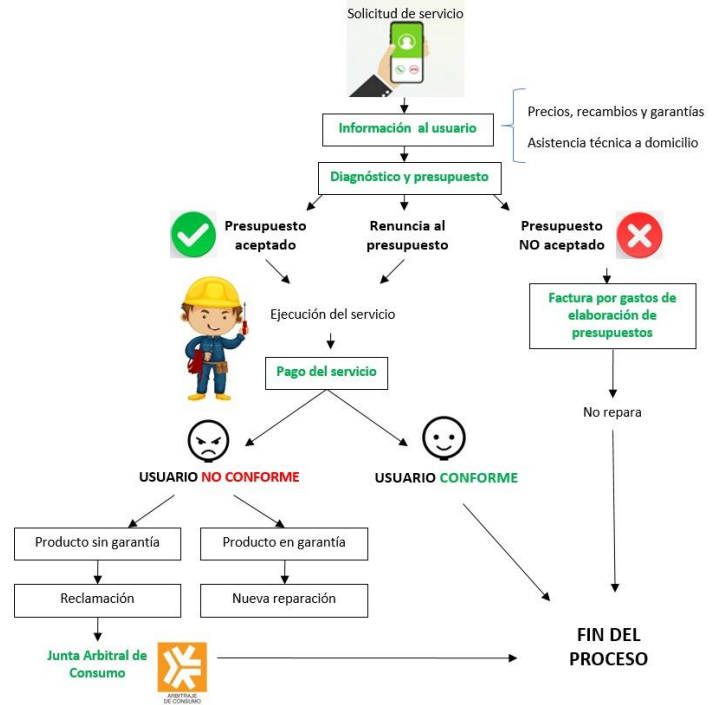 Solicitud de servicio
Información al usuario
Precios, recambios y garantías
Asistencia técnica a domicilio
Diagnóstico y presupuesto
Presupuesto
aceptado
Renuncia al
presupuesto
Presupuesto
NO aceptado
Ejecución del servicio
Factura por gastos de
elaboración de
presupuestos
Pago del servicio
No repara
USUARIO NO CONFORME
USUARIO CONFORME
Producto sin garantía
Producto en garantía
Reclamación
Nueva reparación
Junta Arbitral de
Consumo
ARBITRAJE
DE CONSUMO
FIN DEL
PROCESO